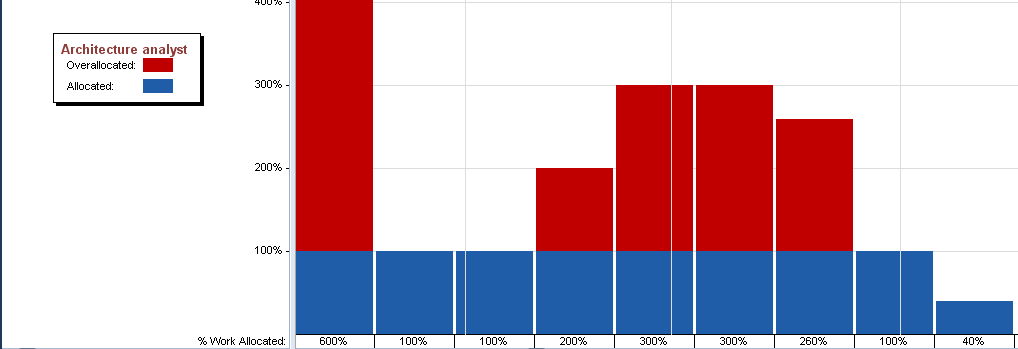 400%
Architecture analyst
Overallocated:
Allocated:
300%
200%
100%
% Work Allocated: 600% 100% 100% 200% 300% 300% 260% 100% 40%